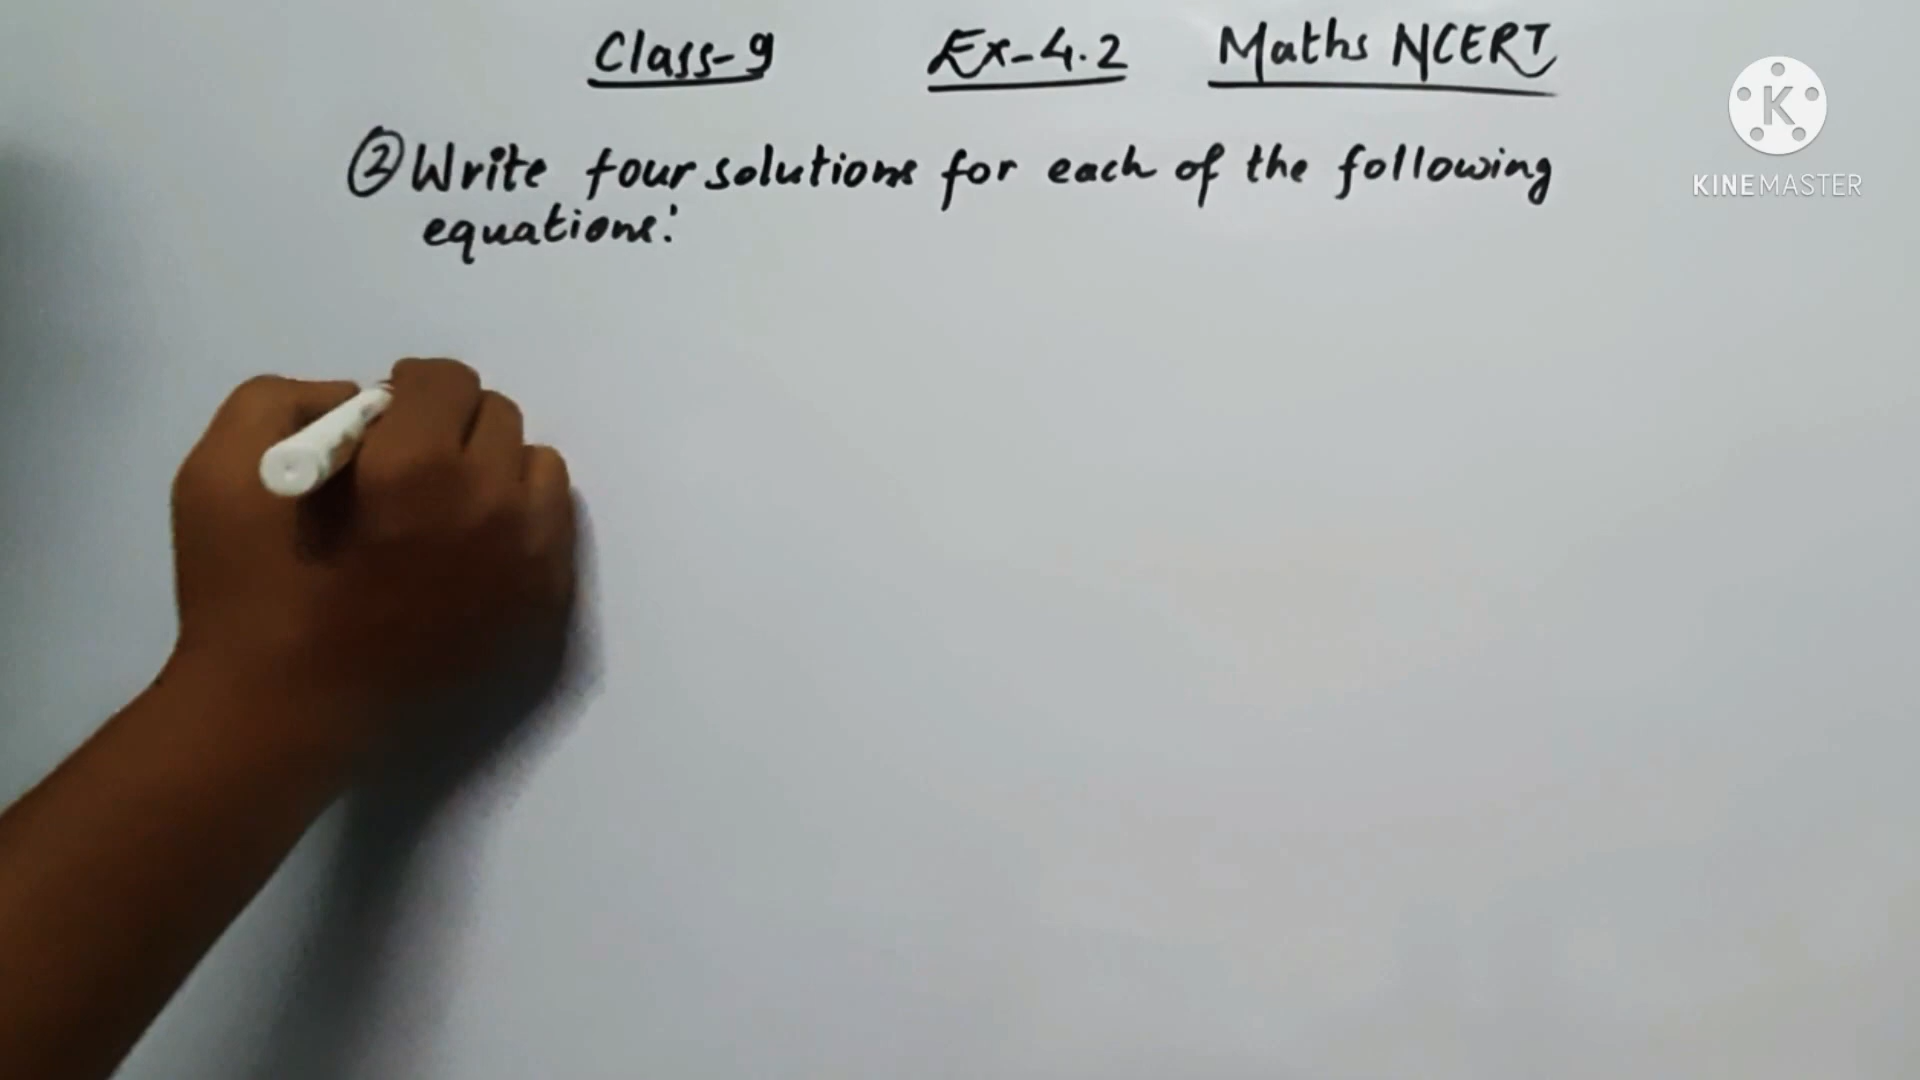 Class-9 Ex-4.2 Maths NCERT
② Write four solutions for each of the following
equations:
K
KINEMASTER